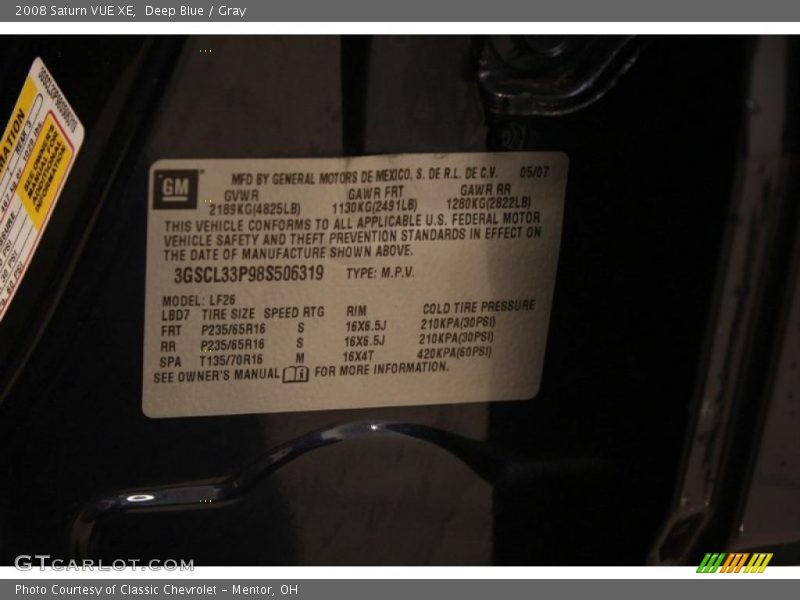 2008 Saturn VUE XE, Deep Blue / Gray
GM
MFD BY GENERAL MOTORS DE MEXICO, S. DE R.L. DE C.V. 05/07
GVWR GAWR FRT GAWR RR
2189KG(4825LB) 1130KG(2491LB) 1280KG(2822LB)
THIS VEHICLE CONFORMS TO ALL APPLICABLE U.S. FEDERAL MOTOR
VEHICLE SAFETY AND THEFT PREVENTION STANDARDS IN EFFECT ON
THE DATE OF MANUFACTURE SHOWN ABOVE.
3GSCL33P98S506319 TYPE: M.P.V.
MODEL: LF26
LBD7 TIRE SIZE SPEED RTG RIM COLD TIRE PRESSURE
FRT P235/65R16 S 16X6.5J 210KPA(30PSI)
RR P235/65R16 S 16X6.5J 210KPA(30PSI)
SPA T135/70R16 M 16X4T 420KPA(60PSI)
SEE OWNER'S MANUAL FOR MORE INFORMATION.
GTCARLOT.COM
Photo Courtesy of Classic Chevrolet - Mentor, OH